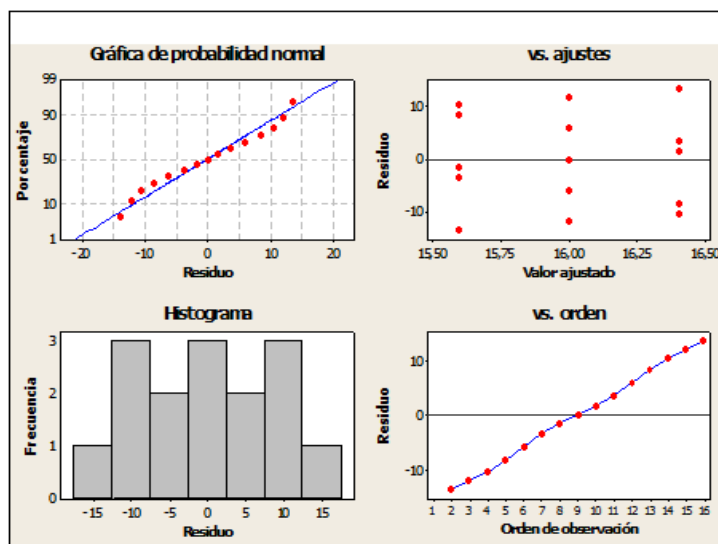 Gráfica de probabilidad normal
99
90
50
10
1
Porcentaje
-20 -10 0 10 20
Residuo
vs. ajustes
10
0
-10
Residuo
15,50 15,75 16,00 16,25 16,50
Valor ajustado
Histograma
3
2
1
0
Frecuencia
-15 -10 -5 0 5 10 15
Residuo
vs. orden
10
0
-10
Residuo
1 2 3 4 5 6 7 8 9 10 11 12 13 14 15 16
Orden de observación